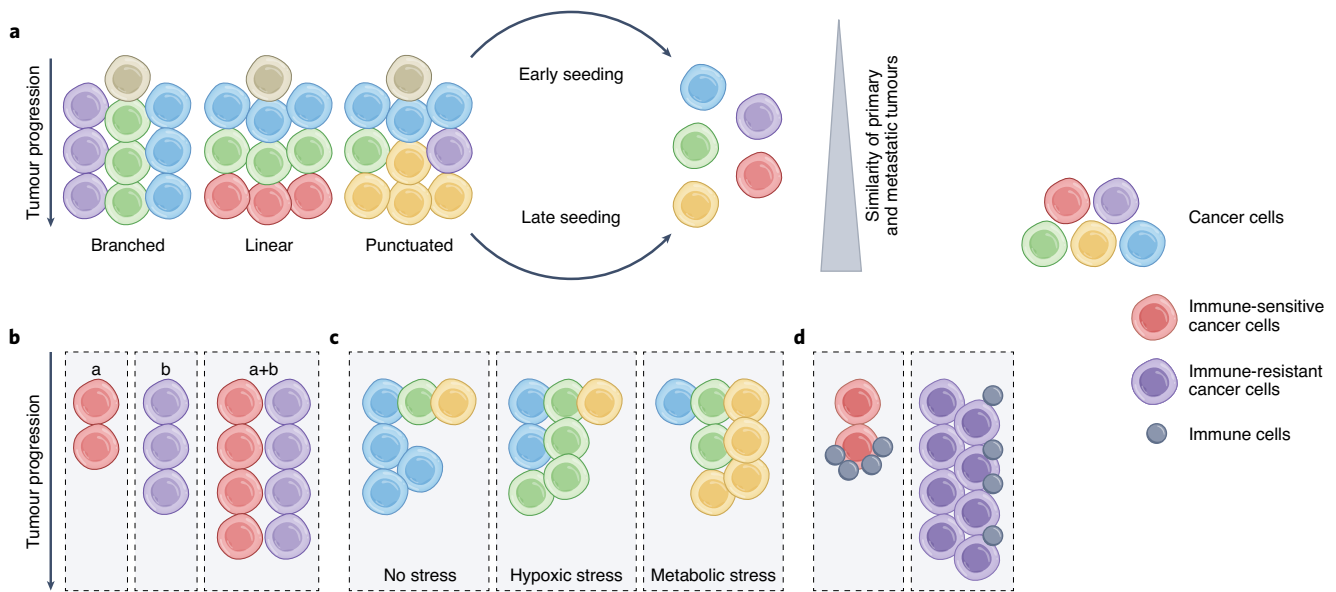 a
Tumour progression
Branched
Linear
Punctuated
Early seeding
Late seeding
Similarity of primary
and metastatic tumours
Cancer cells
Immune-sensitive
cancer cells
Immune-resistant
cancer cells
Immune cells
b
Tumour progression
a
b
a+b
c
No stress
Hypoxic stress
Metabolic stress
d